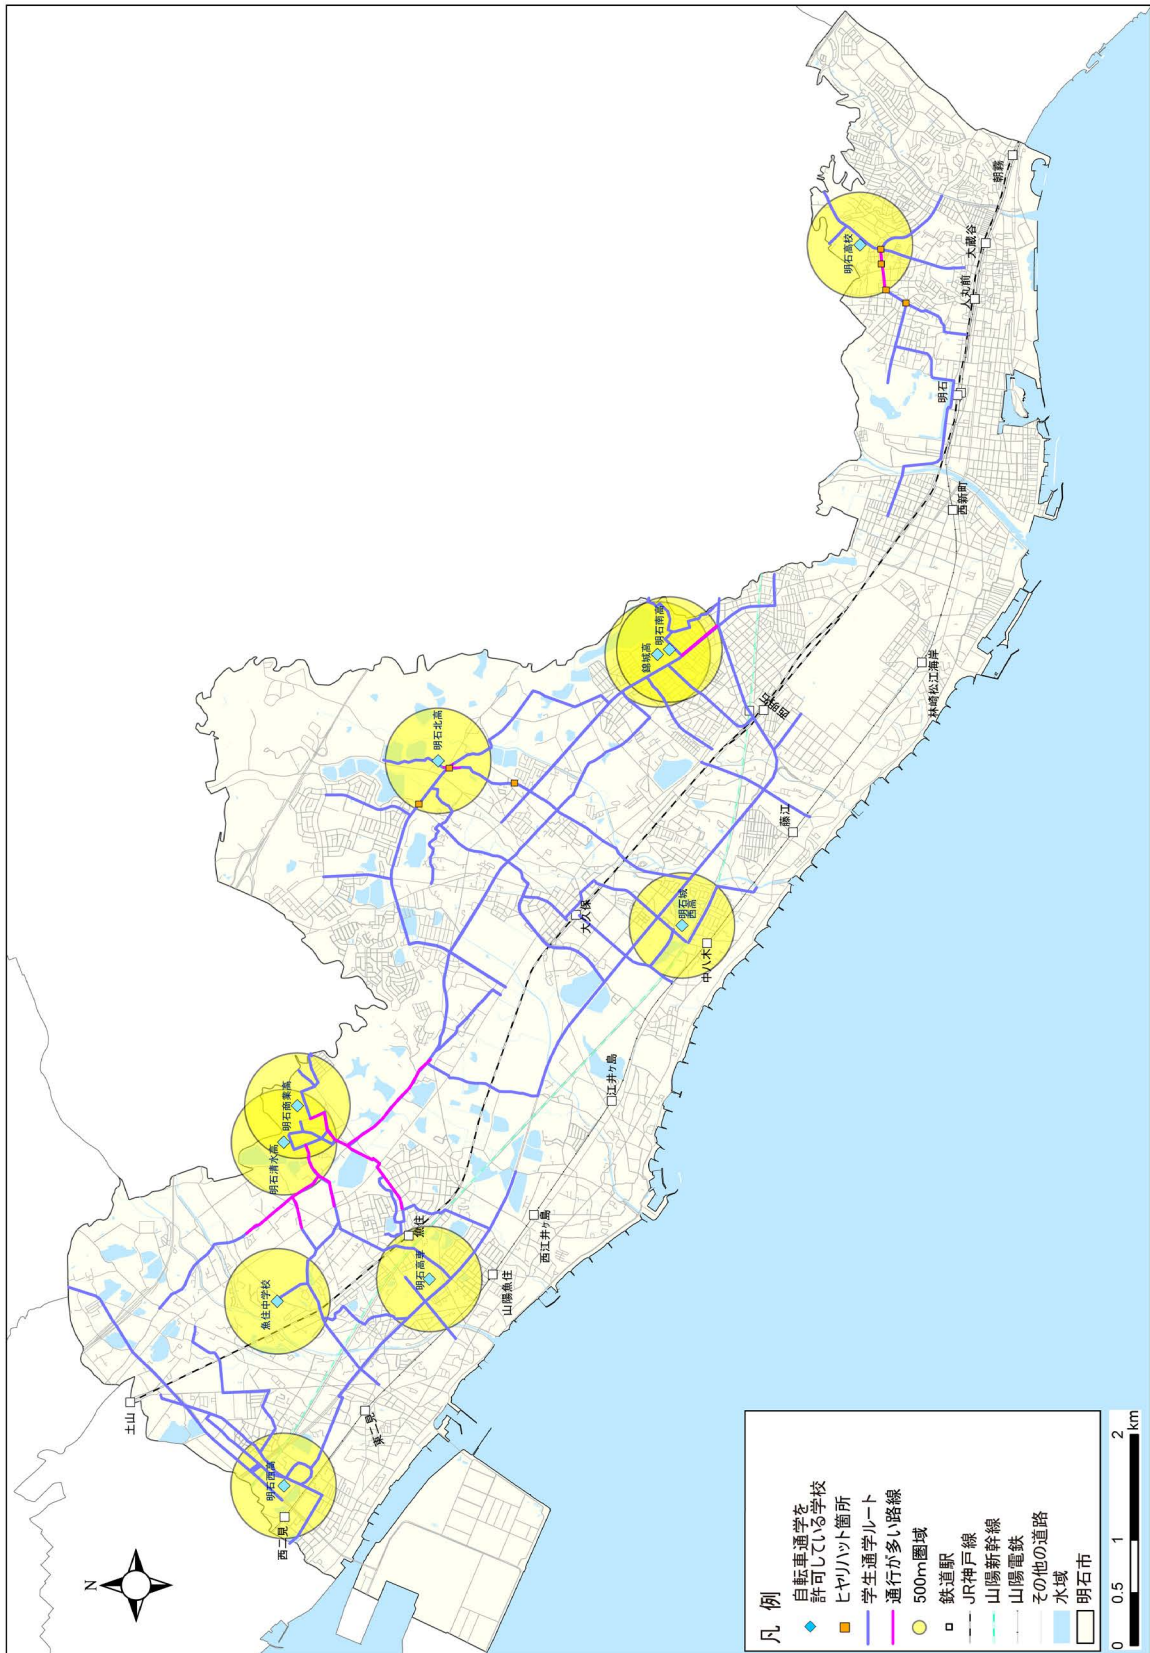 N
土山
西二見
明石西高
東二見
魚住中学校
明石清水高
明石商業高
魚住
明石高専
山陽魚住
西江井ヶ島
江井ヶ島
大久保
中八木
明石城
西高
明石北高
藤江
錦城高
明石南高
西明石
林崎松江海岸
西新町
明石
人丸前
大蔵谷
朝霧
明石高校
凡 例
自転車通学を
許可している学校
ヒヤリハット箇所
学生通学ルート
通行が多い路線
500m圏域
鉄道駅
JR神戸線
山陽新幹線
山陽電鉄
その他の道路
水域
明石市
0 0.5 1 2
km